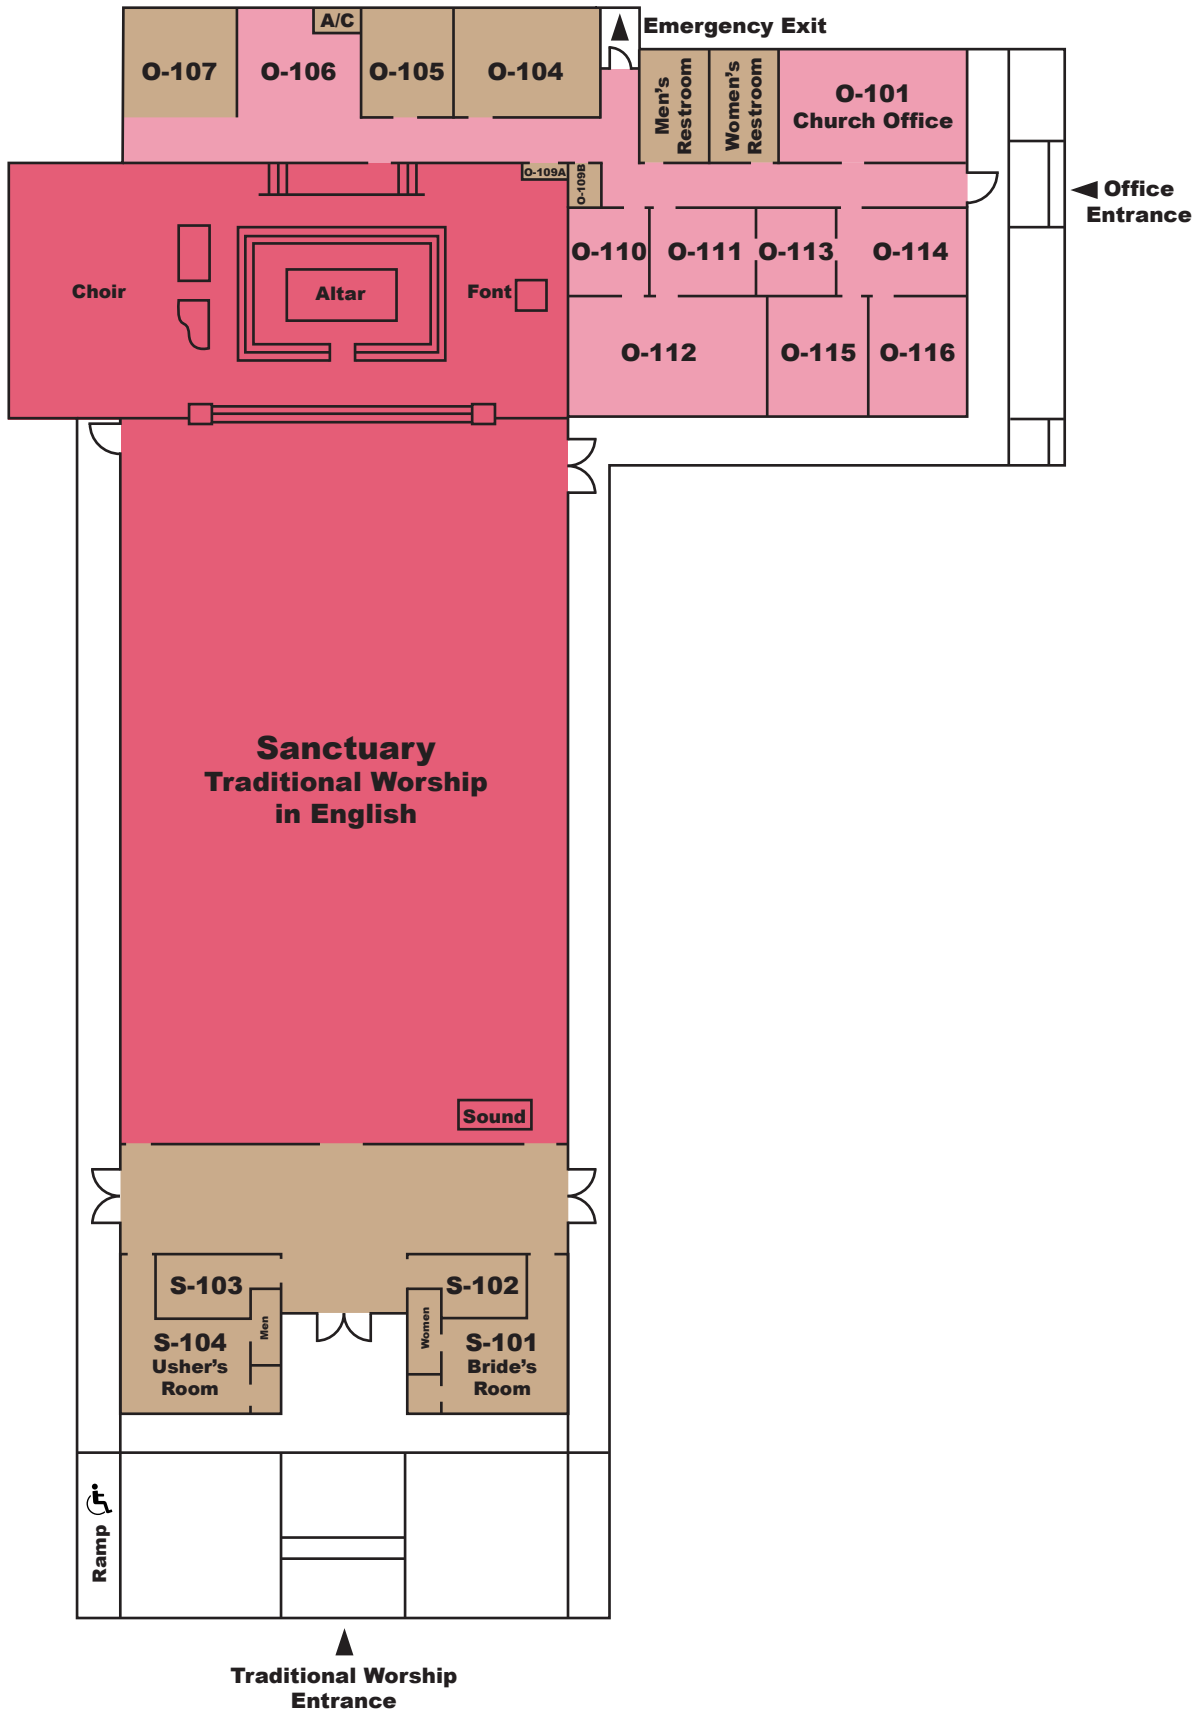 A/C
Emergency Exit
O-107
O-106
O-105
O-104
Men's
Restroom
Women's
Restroom
O-101
Church Office
O-109A
O-109B
Office
Entrance
O-110
O-111
O-113
O-114
Choir
Altar
Font
O-112
O-115
O-116
Sanctuary
Traditional Worship
in English
Sound
S-103
S-102
Men
Women
S-104
Usher's
Room
S-101
Bride's
Room
Ramp
Traditional Worship
Entrance